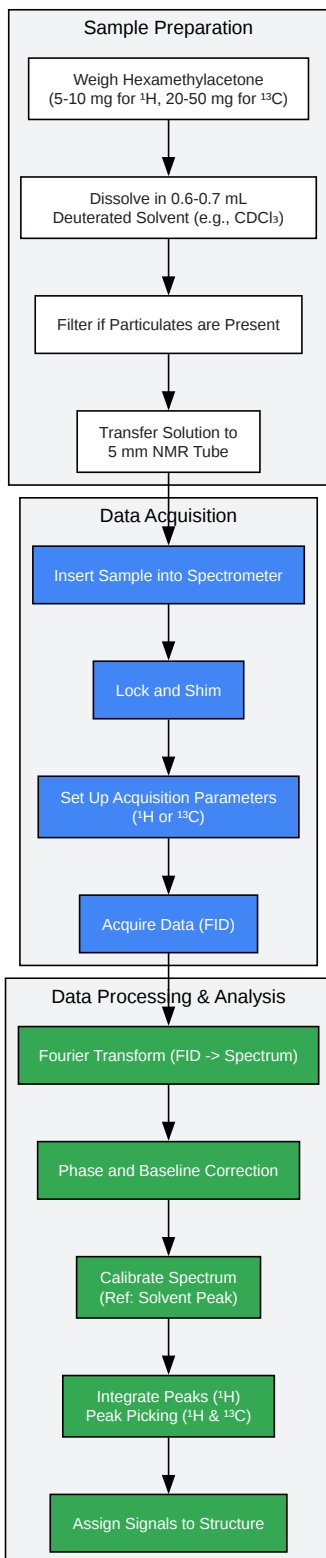 Sample Preparation
Weigh Hexamethylacetone
(5-10 mg for ¹H, 20-50 mg for ¹³C)
Dissolve in 0.6-0.7 mL
Deuterated Solvent (e.g., CDCl₃)
Filter if Particulates are Present
Transfer Solution to
5 mm NMR Tube
Data Acquisition
Insert Sample into Spectrometer
Lock and Shim
Set Up Acquisition Parameters
(¹H or ¹³C)
Acquire Data (FID)
Data Processing & Analysis
Fourier Transform (FID -> Spectrum)
Phase and Baseline Correction
Calibrate Spectrum
(Ref: Solvent Peak)
Integrate Peaks (¹H)
Peak Picking (¹H & ¹³C)
Assign Signals to Structure